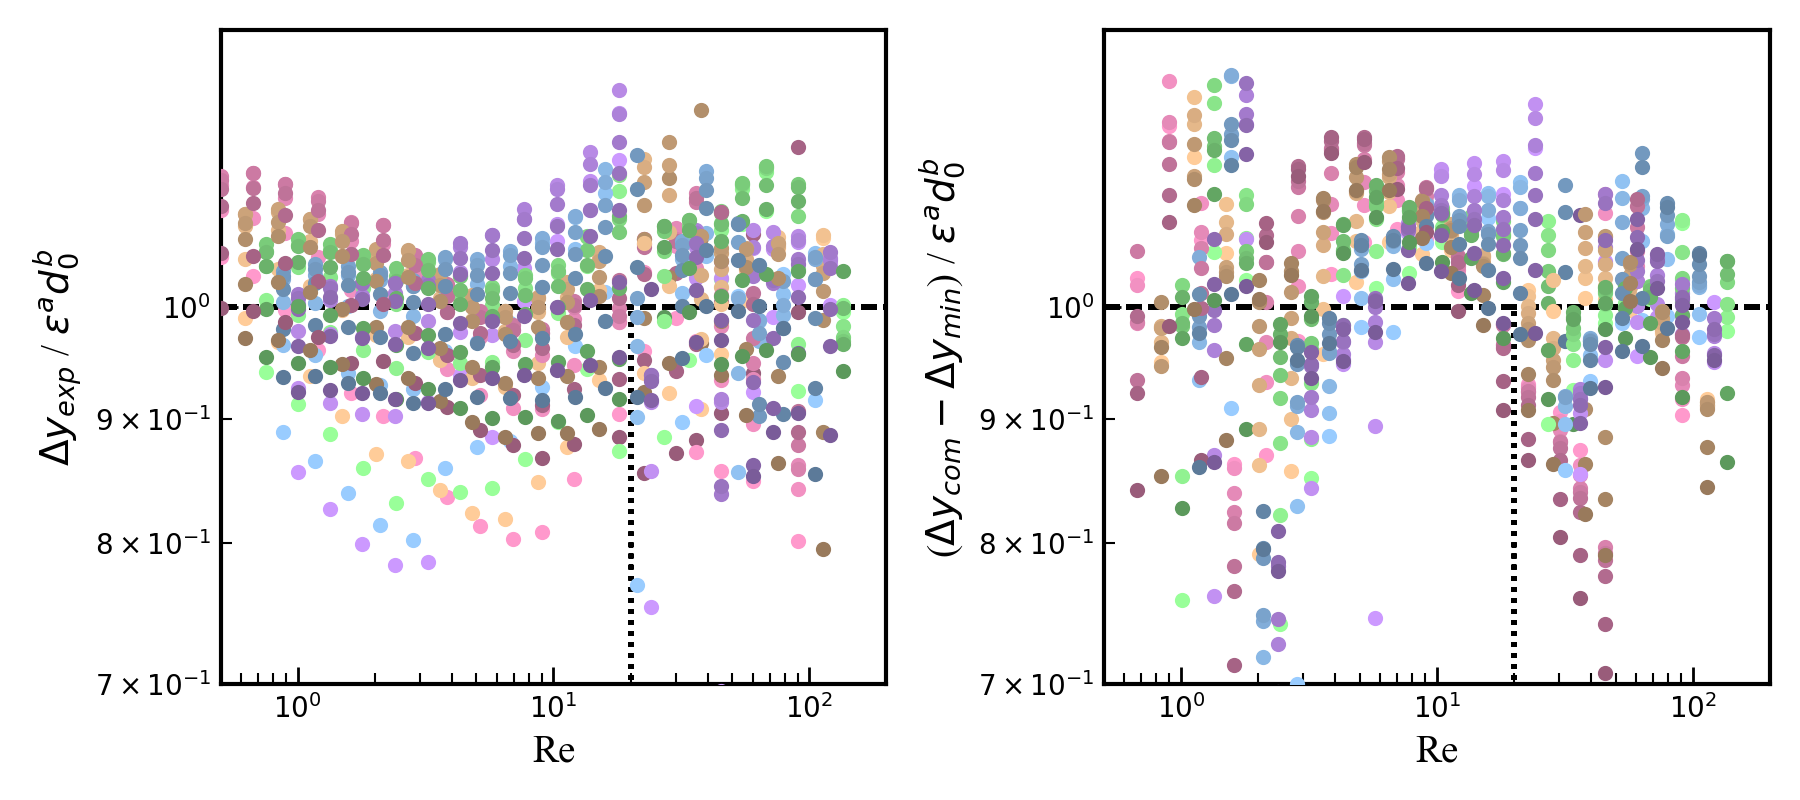 Δy_exp / ε^a d_0^b
10^0
9 × 10^-1
8 × 10^-1
7 × 10^-1
10^0 10^1 10^2
Re
(Δy_com − Δy_min) / ε^a d_0^b
10^0
9 × 10^-1
8 × 10^-1
7 × 10^-1
10^0 10^1 10^2
Re